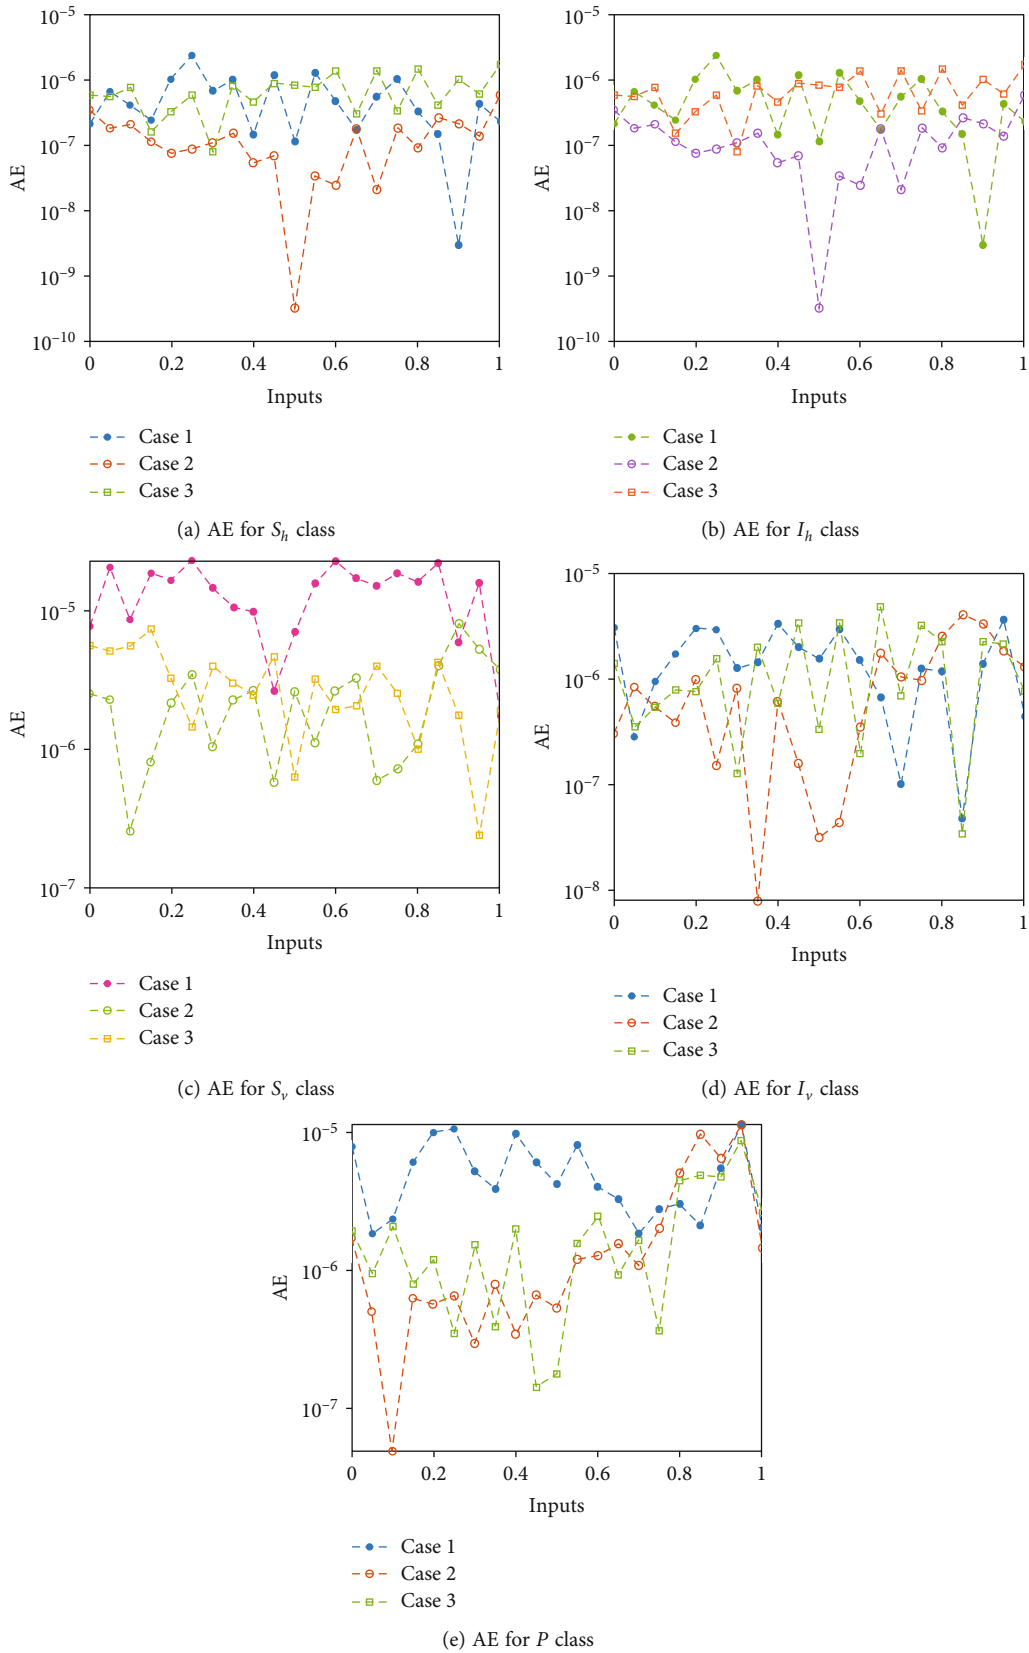 10⁻⁵
10⁻⁶
10⁻⁷
10⁻⁸
10⁻⁹
10⁻¹⁰
AE
0 0.2 0.4 0.6 0.8 1
Inputs
Case 1
Case 2
Case 3
(a) AE for Sₕ class
10⁻⁵
10⁻⁶
10⁻⁷
10⁻⁸
10⁻⁹
10⁻¹⁰
AE
0 0.2 0.4 0.6 0.8 1
Inputs
Case 1
Case 2
Case 3
(b) AE for Iₕ class
10⁻⁵
10⁻⁶
10⁻⁷
AE
0 0.2 0.4 0.6 0.8 1
Inputs
Case 1
Case 2
Case 3
(c) AE for Sᵥ class
10⁻⁵
10⁻⁶
10⁻⁷
10⁻⁸
AE
0 0.2 0.4 0.6 0.8 1
Inputs
Case 1
Case 2
Case 3
(d) AE for Iᵥ class
10⁻⁵
10⁻⁶
10⁻⁷
AE
0 0.2 0.4 0.6 0.8 1
Inputs
Case 1
Case 2
Case 3
(e) AE for P class